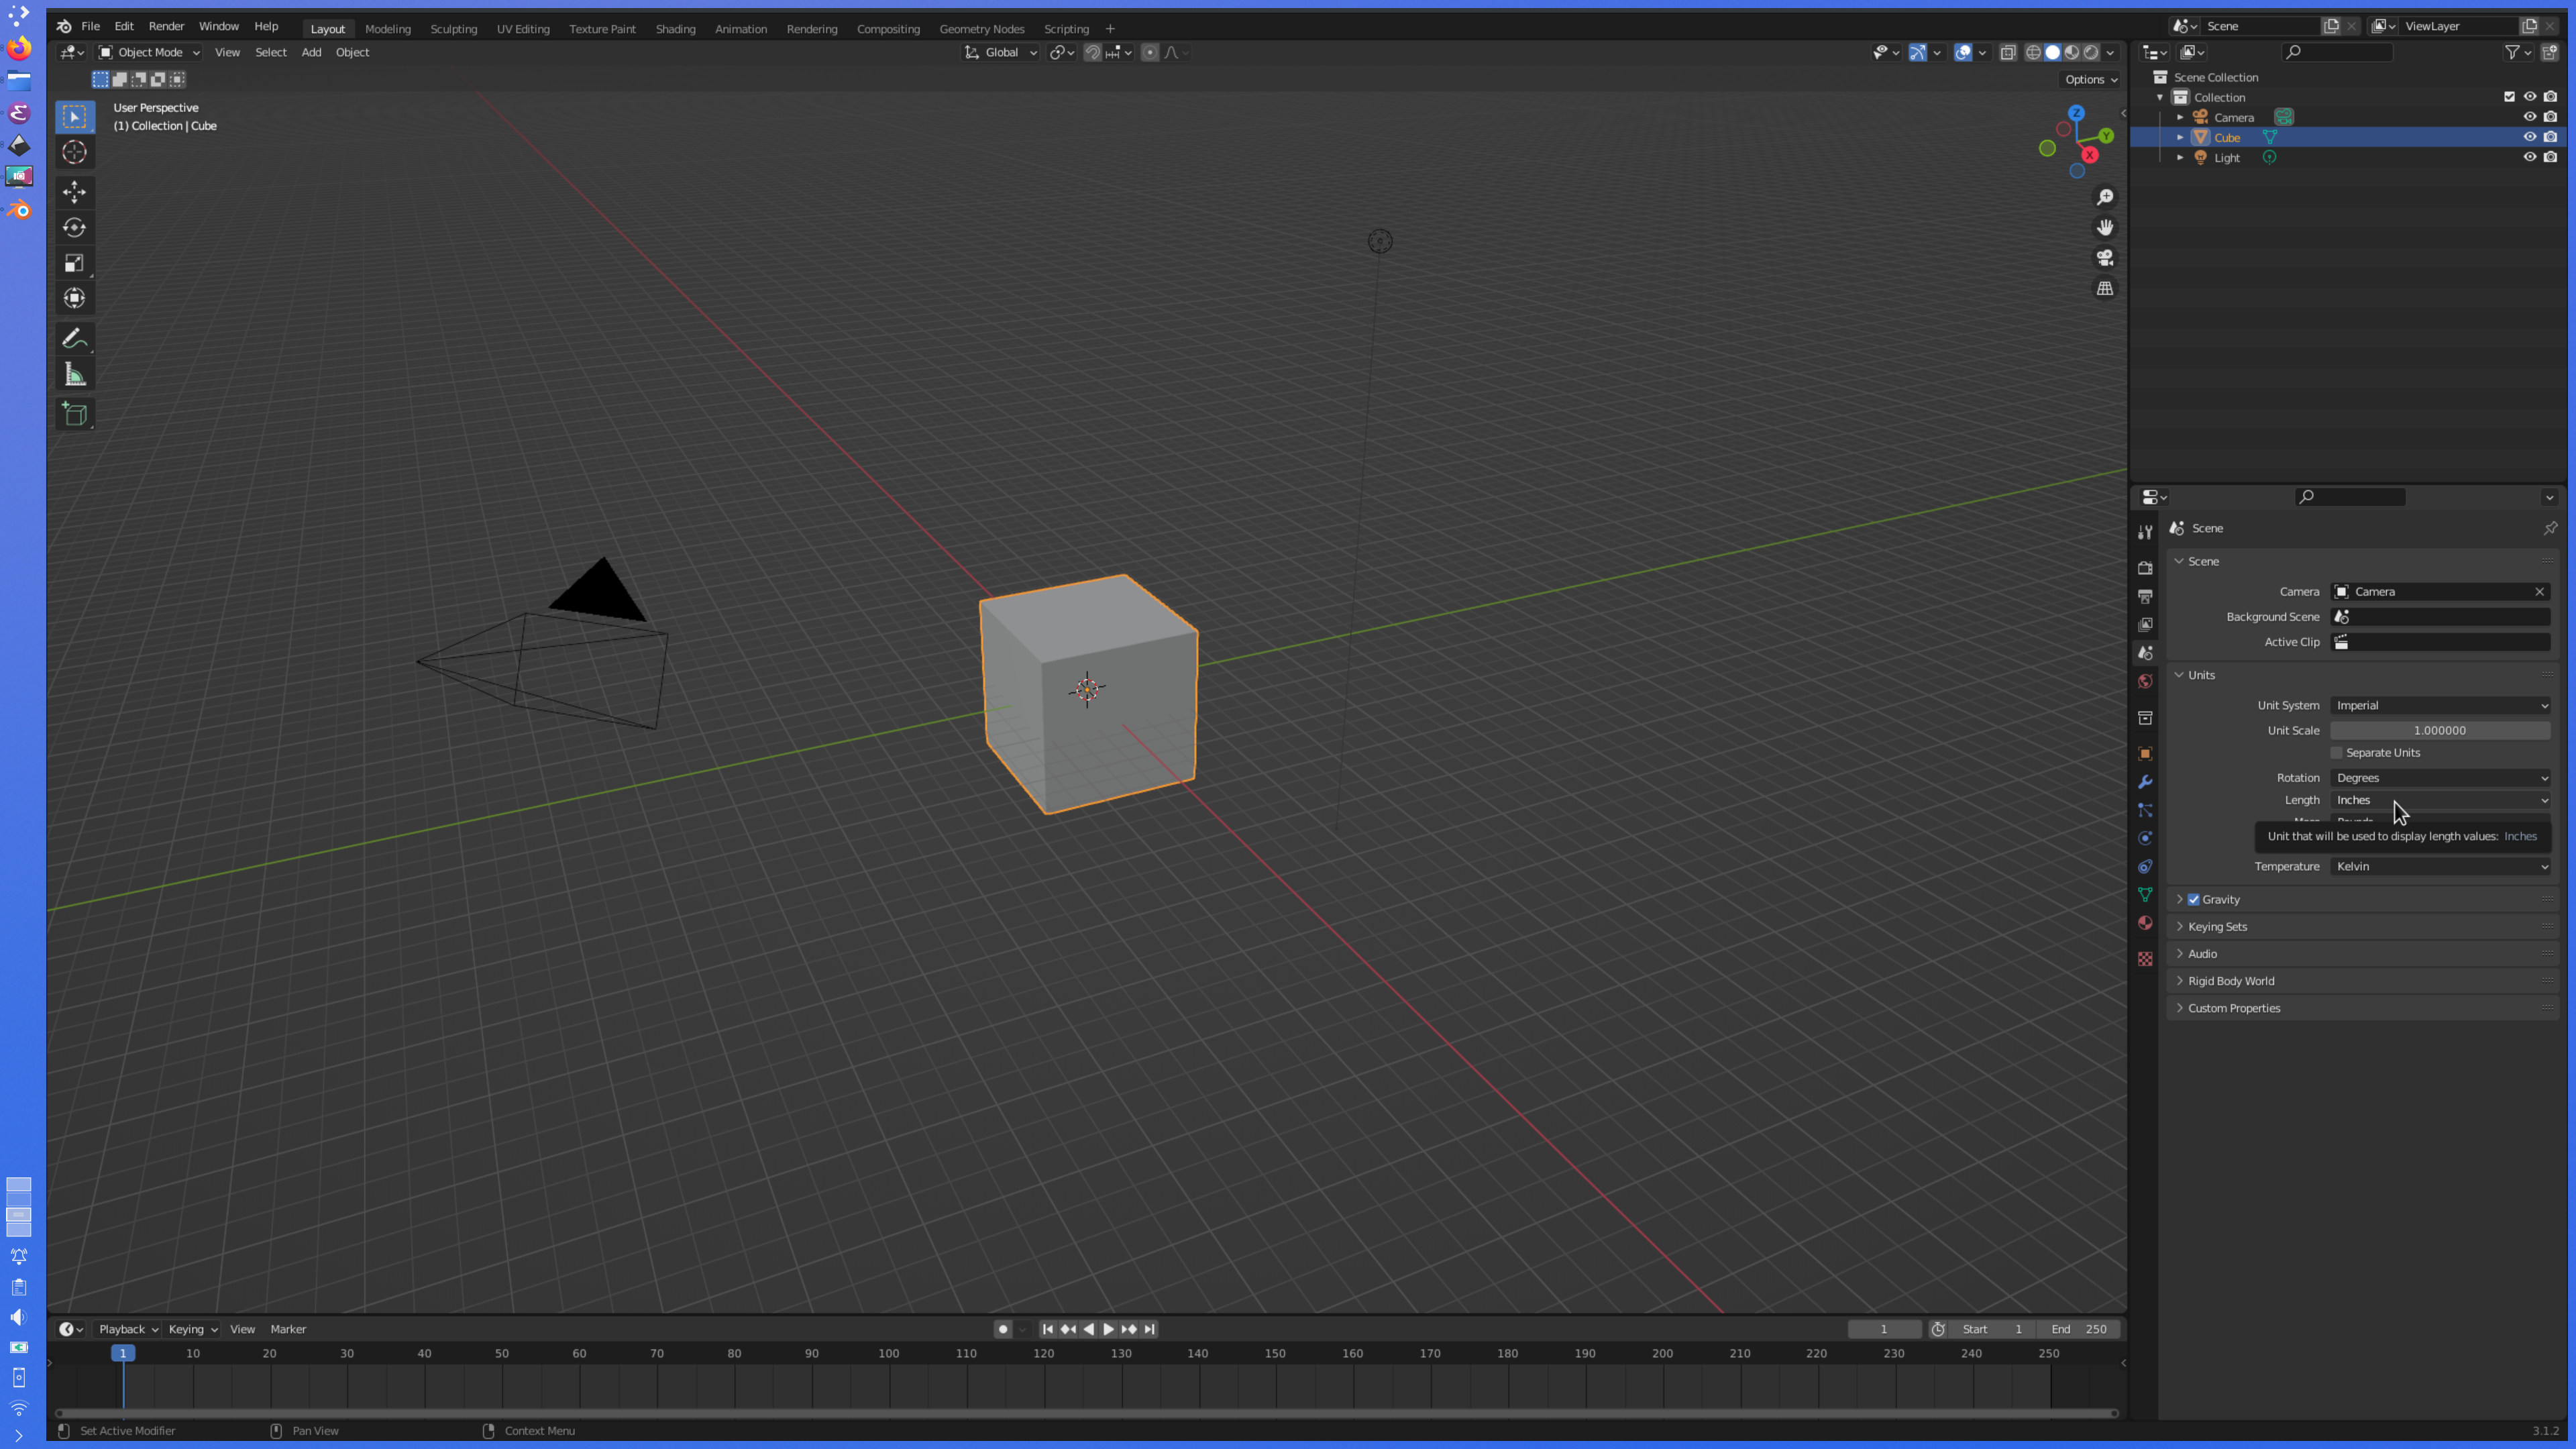 File Edit Render Window Help Layout Modeling Sculpting UV Editing Texture Paint Shading Animation Rendering Compositing Geometry Nodes Scripting + Scene ViewLayer
Object Mode View Select Add Object Global
Options
User Perspective
(1) Collection | Cube
Z
Y
X
Scene Collection
Collection
Camera
Cube
Light
Scene
Scene
Camera Camera
Background Scene
Active Clip
Units
Unit System Imperial
Unit Scale 1.000000
Separate Units
Rotation Degrees
Length Inches
Unit that will be used to display length values: Inches
Temperature Kelvin
Gravity
Keying Sets
Audio
Rigid Body World
Custom Properties
Playback Keying View Marker 1 Start 1 End 250
1 10 20 30 40 50 60 70 80 90 100 110 120 130 140 150 160 170 180 190 200 210 220 230 240 250
Set Active Modifier Pan View Context Menu 3.1.2